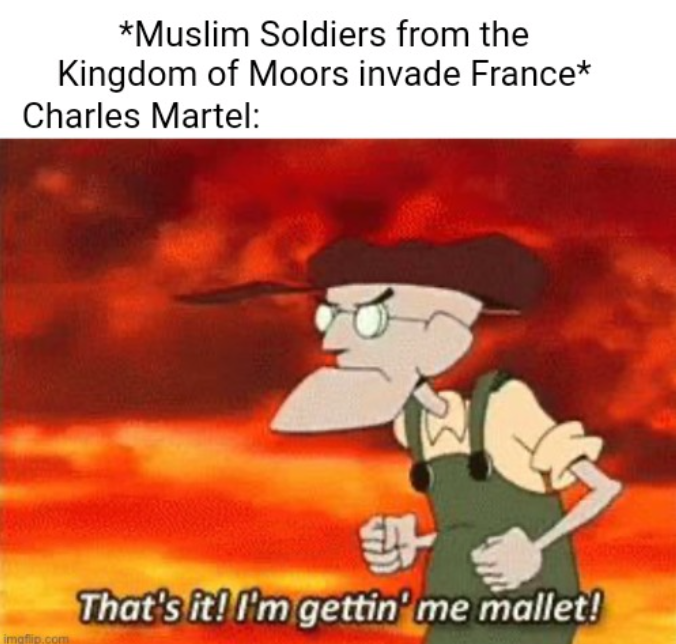 *Muslim Soldiers from the
Kingdom of Moors invade France*
Charles Martel:
That's it! I'm gettin' me mallet!
imgflip.com